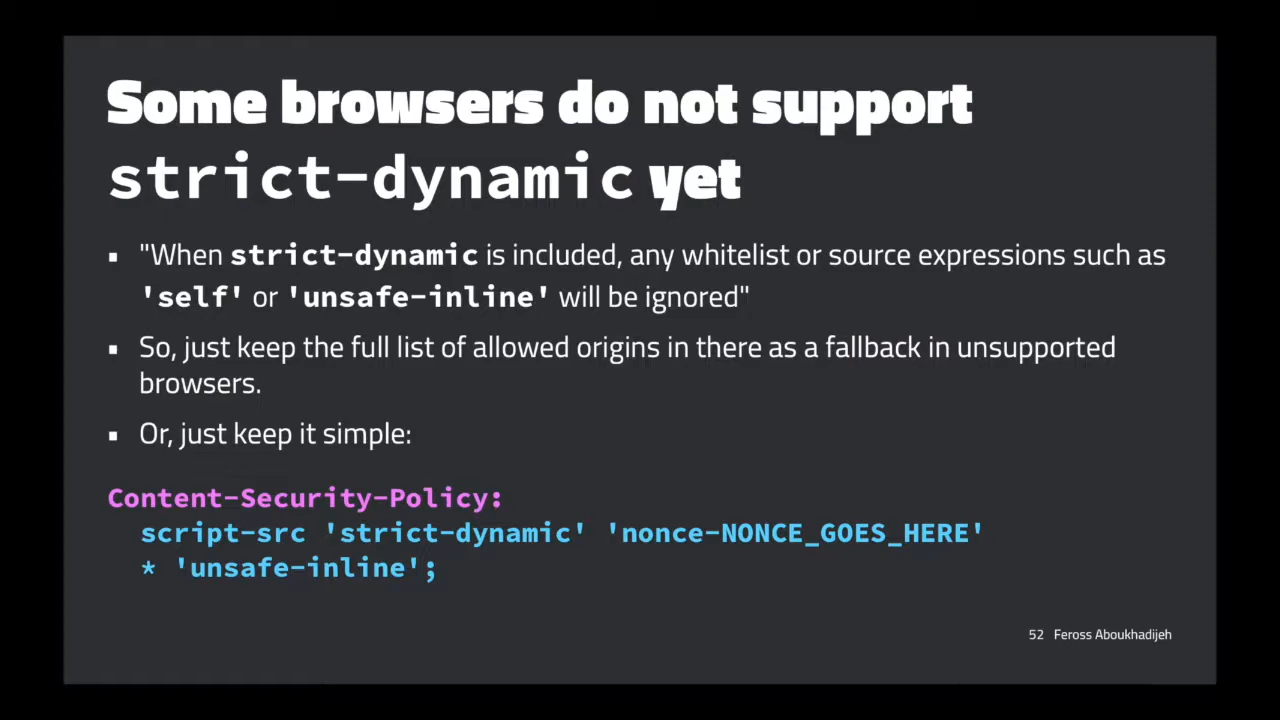 Some browsers do not support
strict-dynamic yet
▪ "When strict-dynamic is included, any whitelist or source expressions such as
'self' or 'unsafe-inline' will be ignored"
▪ So, just keep the full list of allowed origins in there as a fallback in unsupported
browsers.
▪ Or, just keep it simple:
Content-Security-Policy:
script-src 'strict-dynamic' 'nonce-NONCE_GOES_HERE'
* 'unsafe-inline';
52 Feross Aboukhadijeh